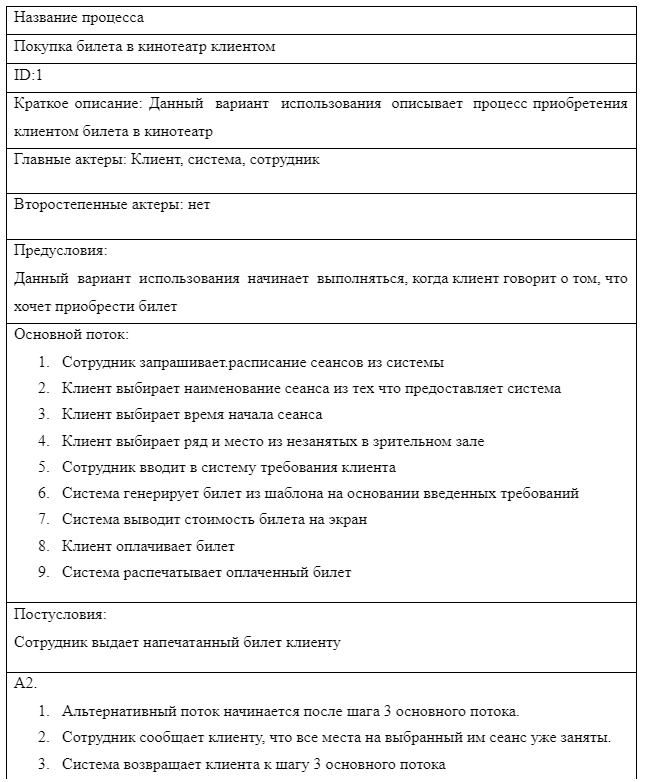 Название процесса
Покупка билета в кинотеатр клиентом
ID:1
Краткое описание: Данный вариант использования описывает процесс приобретения
клиентом билета в кинотеатр
Главные актеры: Клиент, система, сотрудник
Второстепенные актеры: нет
Предусловия:
Данный вариант использования начинает выполняться, когда клиент говорит о том, что
хочет приобрести билет
Основной поток:
1. Сотрудник запрашивает.расписание сеансов из системы
2. Клиент выбирает наименование сеанса из тех что предоставляет система
3. Клиент выбирает время начала сеанса
4. Клиент выбирает ряд и место из незанятых в зрительном зале
5. Сотрудник вводит в систему требования клиента
6. Система генерирует билет из шаблона на основании введенных требований
7. Система выводит стоимость билета на экран
8. Клиент оплачивает билет
9. Система распечатывает оплаченный билет
Постусловия:
Сотрудник выдает напечатанный билет клиенту
А2.
1. Альтернативный поток начинается после шага 3 основного потока.
2. Сотрудник сообщает клиенту, что все места на выбранный им сеанс уже заняты.
3. Система возвращает клиента к шагу 3 основного потока